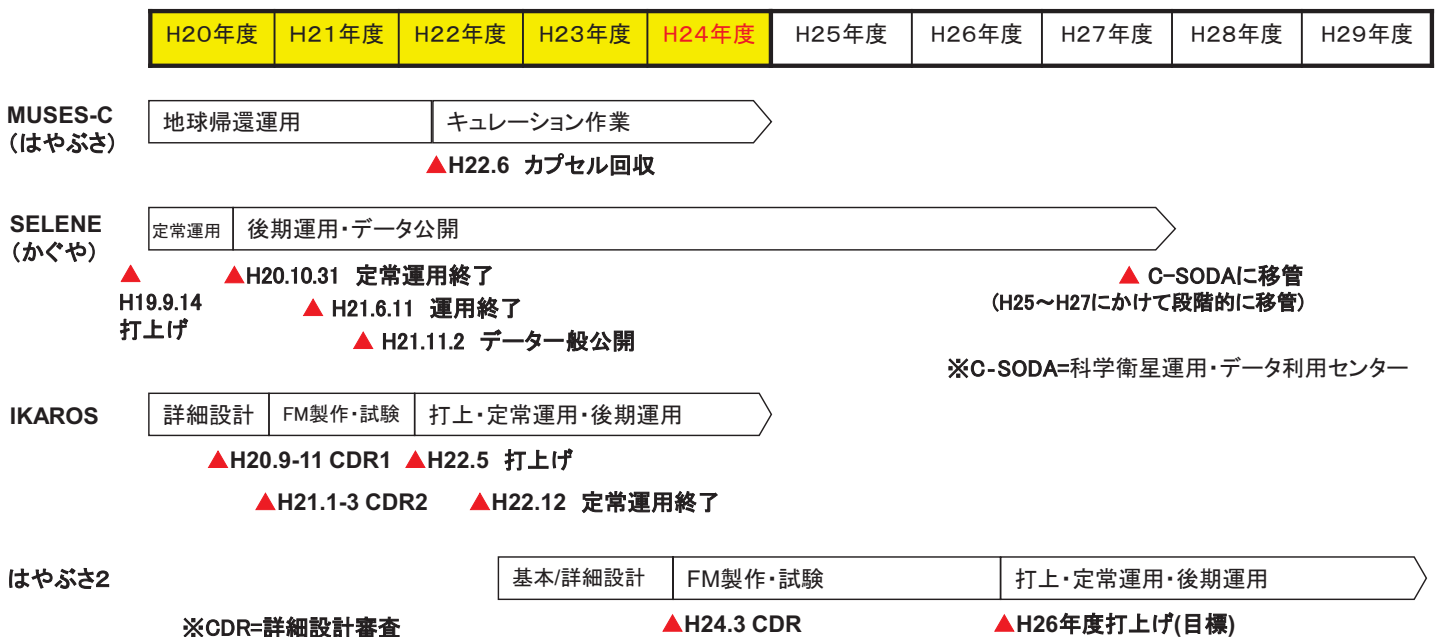 H20年度 H21年度 H22年度 H23年度 H24年度 H25年度 H26年度 H27年度 H28年度 H29年度
MUSES-C
(はやぶさ)
地球帰還運用 キュレーション作業
▲H22.6 カプセル回収
SELENE
(かぐや)
定常運用 後期運用・データ公開
▲
H19.9.14
打上げ
▲H20.10.31 定常運用終了
▲ H21.6.11 運用終了
▲ H21.11.2 データ一般公開
▲ C-SODAに移管
(H25~H27にかけて段階的に移管)
※C-SODA=科学衛星運用・データ利用センター
IKAROS
詳細設計 FM製作・試験 打上・定常運用・後期運用
▲H20.9-11 CDR1 ▲H22.5 打上げ
▲H21.1-3 CDR2 ▲H22.12 定常運用終了
はやぶさ2
基本/詳細設計 FM製作・試験 打上・定常運用・後期運用
※CDR=詳細設計審査 ▲H24.3 CDR ▲H26年度打上げ(目標)